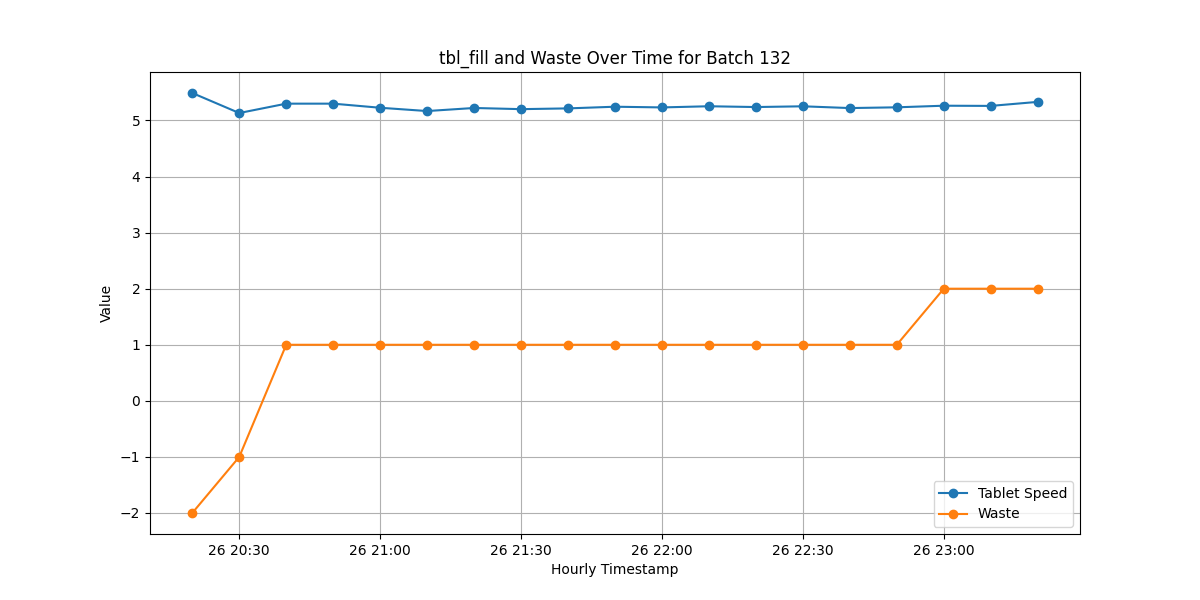 tbl_fill and Waste Over Time for Batch 132
Value
5
4
3
2
1
0
−1
−2
Tablet Speed
Waste
26 20:30
26 21:00
26 21:30
26 22:00
26 22:30
26 23:00
Hourly Timestamp